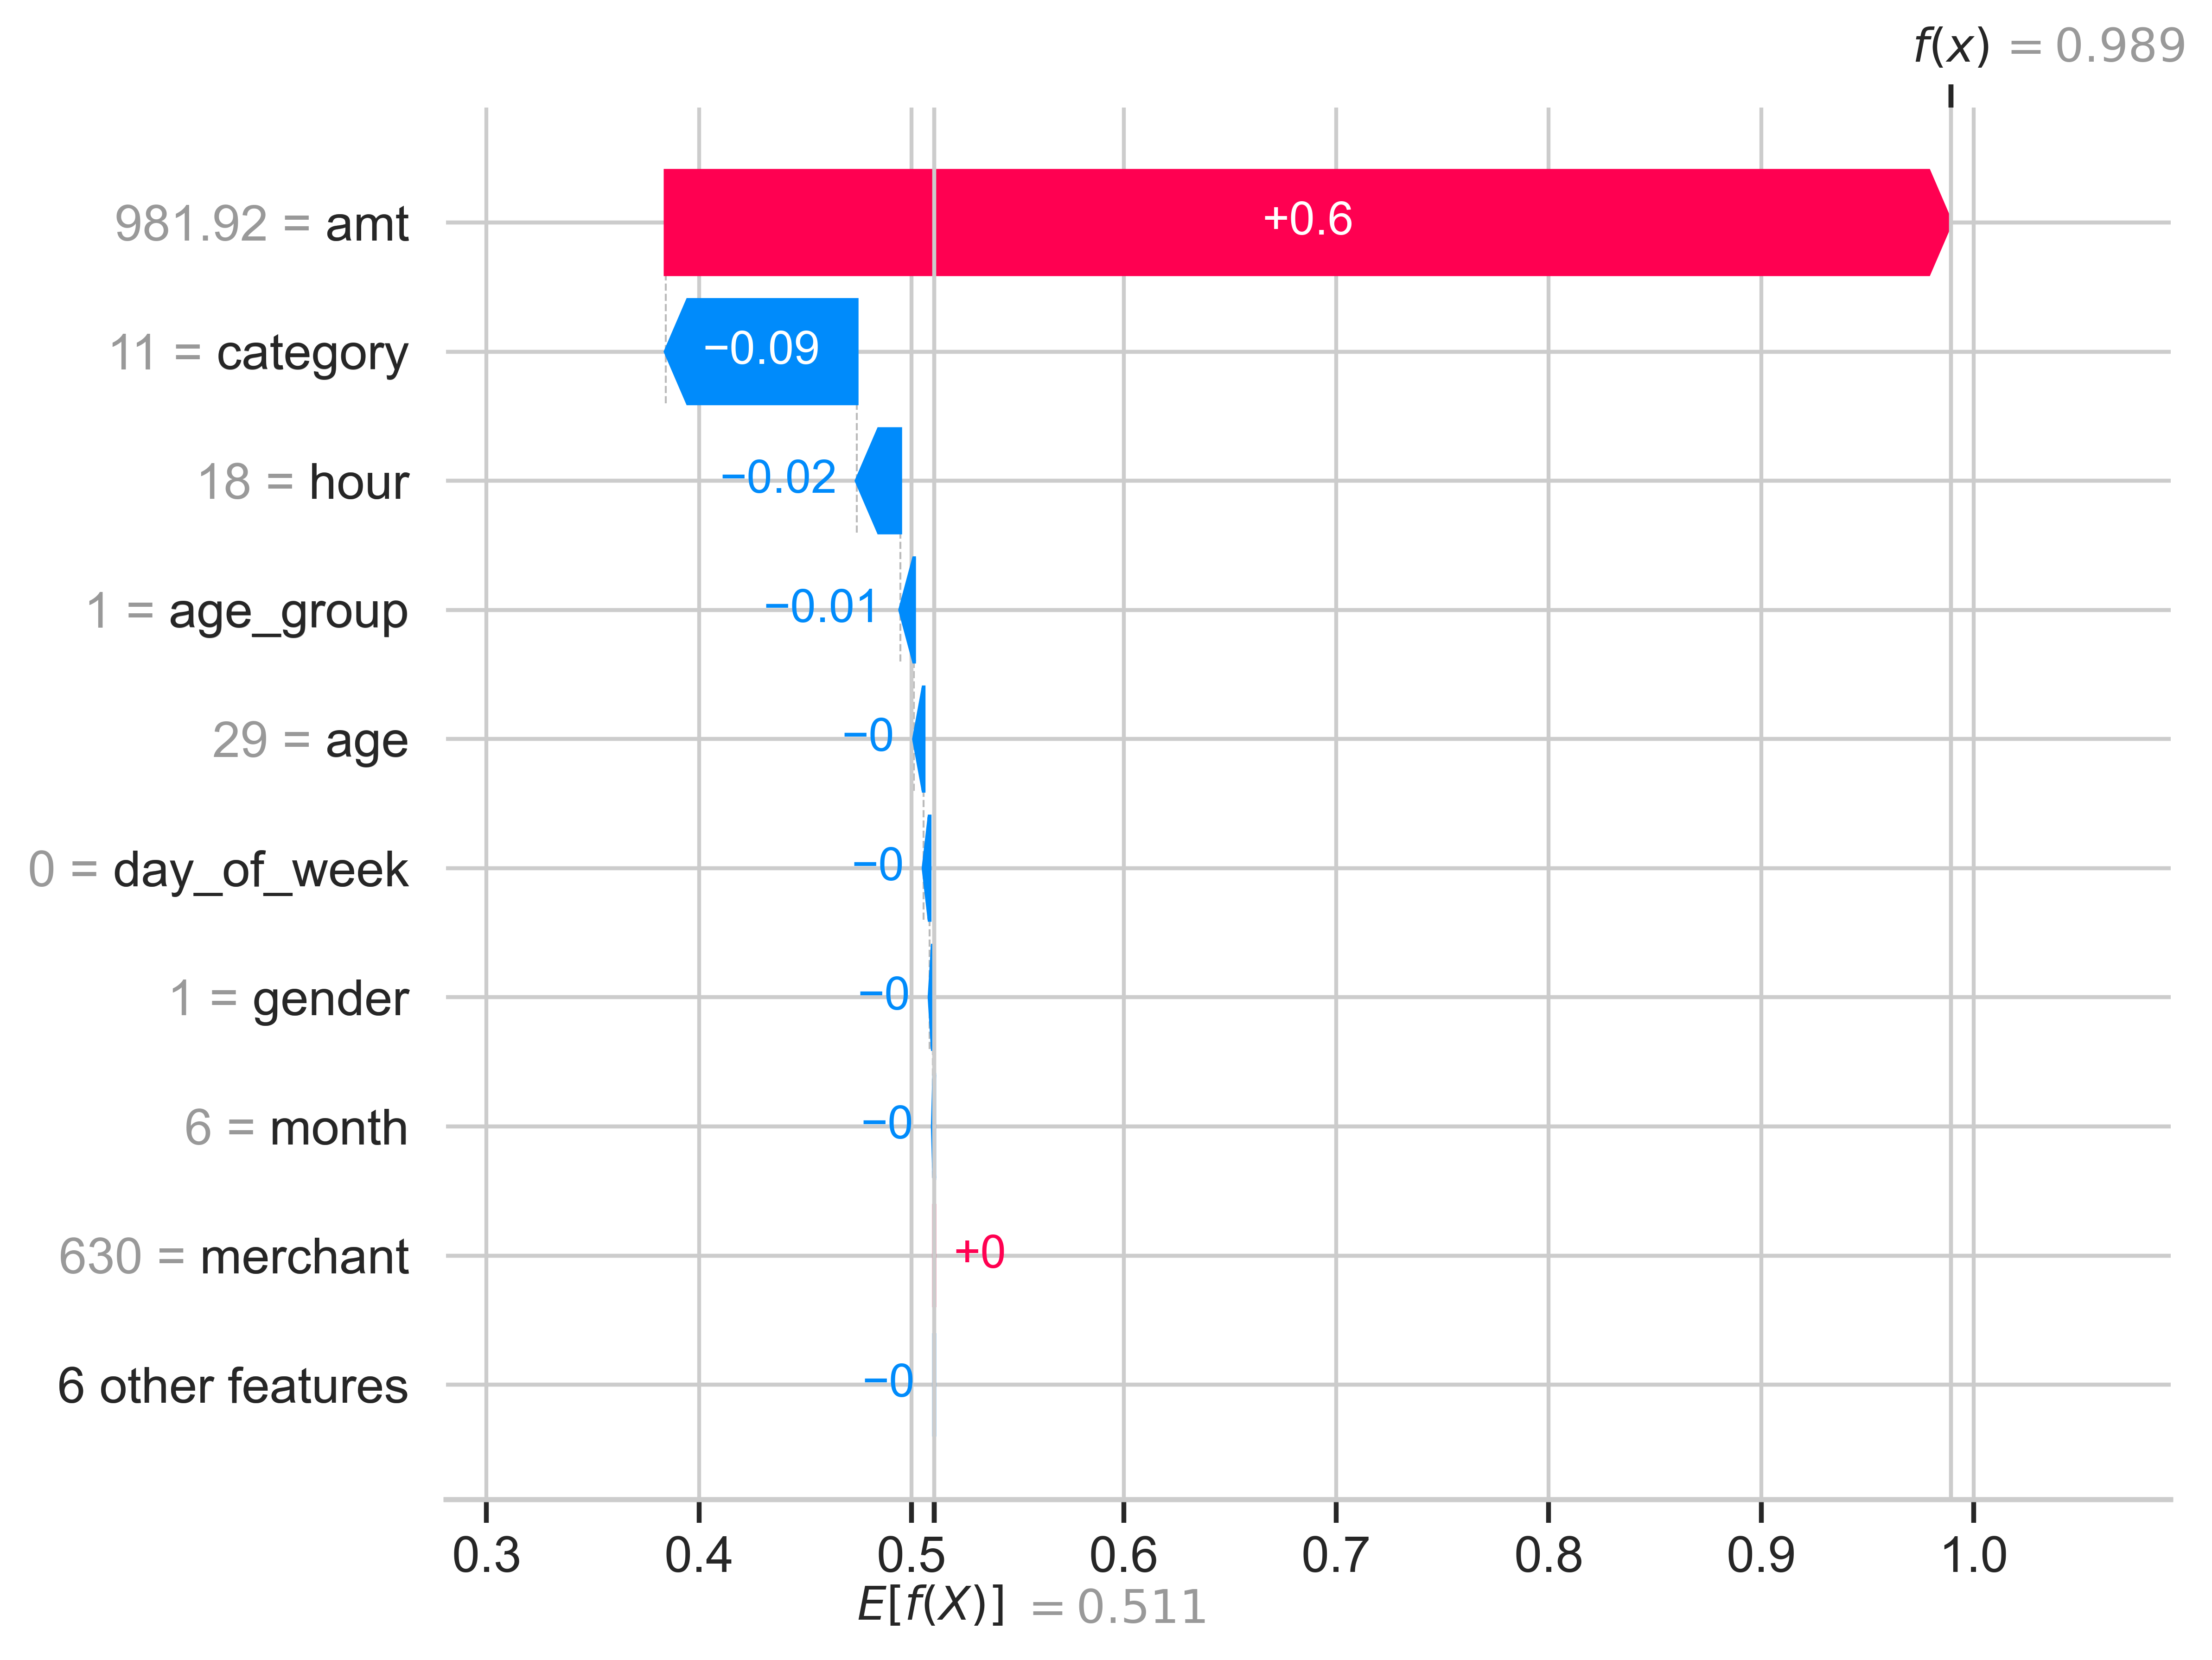 f(x) = 0.989
981.92 = amt
+0.6
11 = category
−0.09
18 = hour
−0.02
1 = age_group
−0.01
29 = age
−0
0 = day_of_week
−0
1 = gender
−0
6 = month
−0
630 = merchant
+0
6 other features
−0
0.3 0.4 0.5 0.6 0.7 0.8 0.9 1.0
E[f(X)] = 0.511